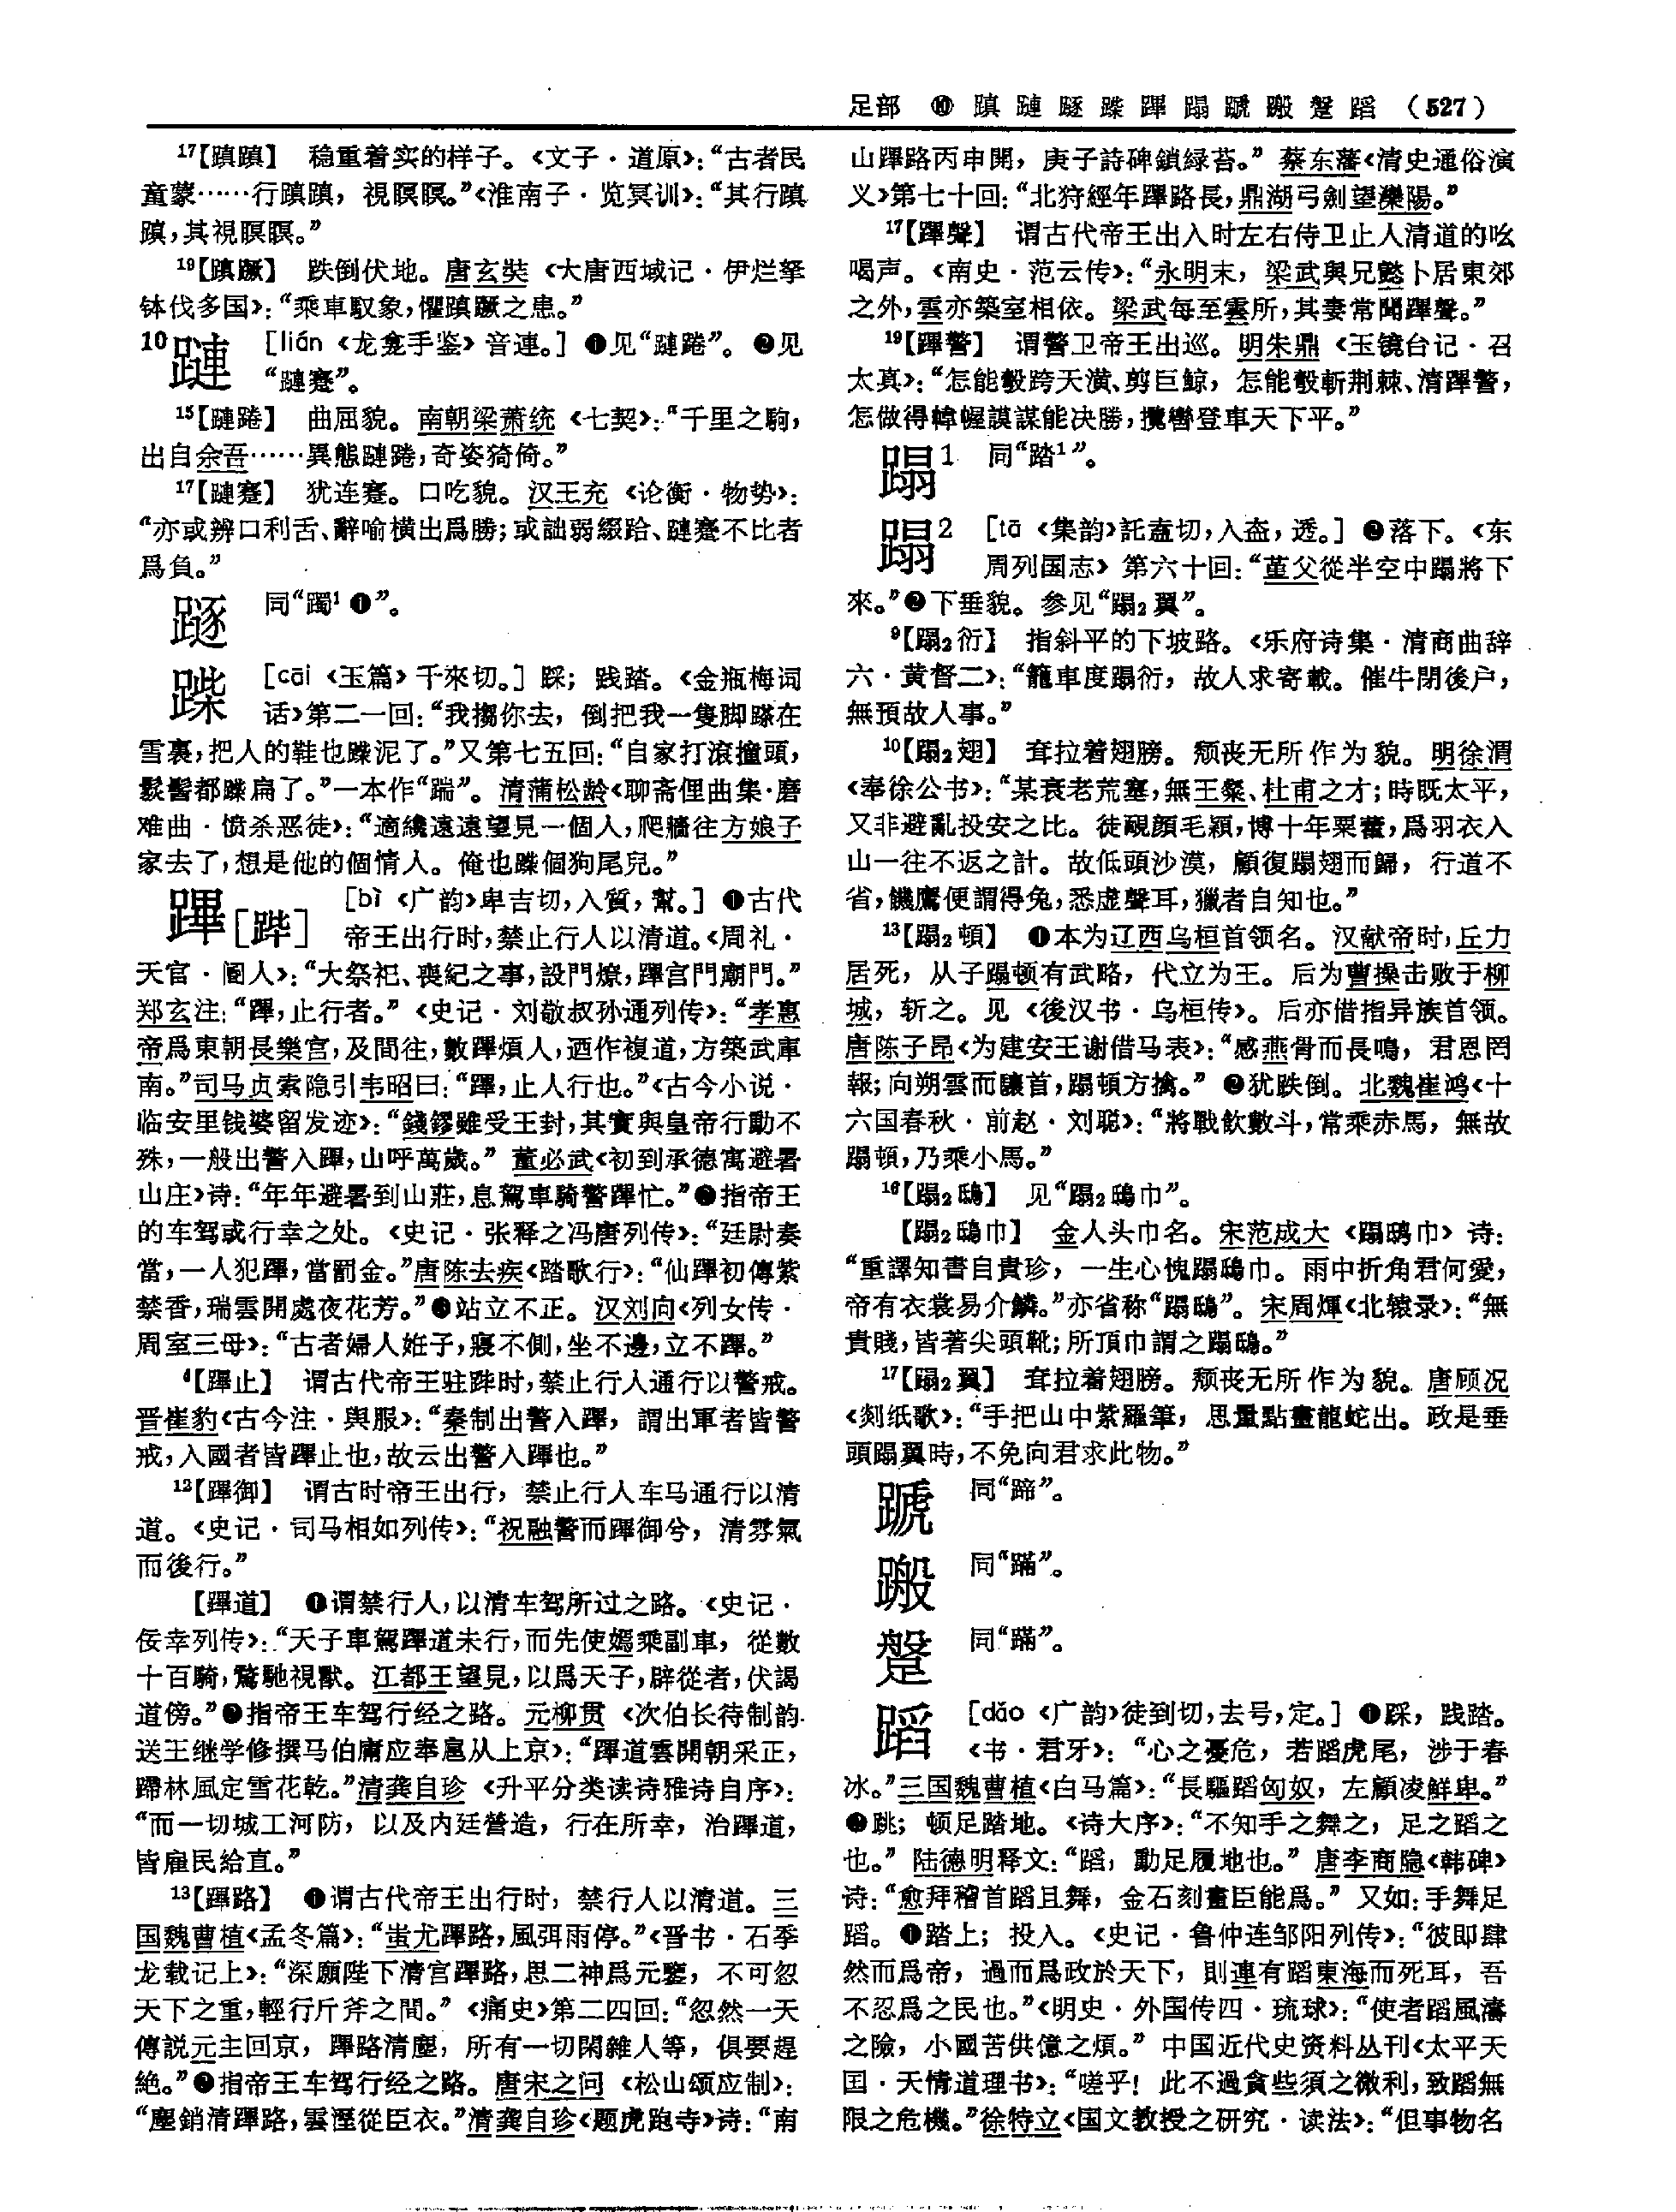 足部 ⑩ 蹎 蹥 䠱 𨃅 蹕 蹋 蹏 𨃟 𨃚 蹈 (527)
17【蹎蹎】 稳重着实的样子。《文子·道原》：“古者民
童蒙……行蹎蹎，視瞑瞑。”《淮南子·览冥训》：“其行蹎
蹎，其視瞑瞑。”
19【蹎蹶】 跌倒伏地。唐玄奘《大唐西域记·伊烂拏
钵伐多国》：“乘車馭象，懼蹎蹶之患。”
10蹥 [lián《龙龛手鉴》音連。] ❶见“蹥踡”。 ❷见
“蹥蹇”。
15【蹥踡】 曲屈貌。南朝梁萧统《七契》：“千里之駒，
出自余吾……異態蹥踡，奇姿猗倚。”
17【蹥蹇】 犹连蹇。口吃貌。汉王充《论衡·物势》：
“亦或辨口利舌、辭喻横出爲勝；或詘弱綴跲、蹥蹇不比者
爲負。”
同“躅¹❶”。
[cāi《玉篇》千來切。] 踩；践踏。《金瓶梅词
话》第二一回：“我搊你去，倒把我一隻脚跴在
雪裏，把人的鞋也跴泥了。”又第七五回：“自家打滾撞頭，
鬏髻都跴扁了。”一本作“踹”。清蒲松龄《聊斋俚曲集·磨
难曲·愤杀恶徒》：“適纔遠遠望見一個人，爬牆往方娘子
家去了，想是他的個情人。俺也跴個狗尾兒。”
蹕[跸] [bì《广韵》卑吉切，入質，幫。] ❶古代
帝王出行时，禁止行人以清道。《周礼·
天官·阍人》：“大祭祀、喪紀之事，設門燎，蹕宫門廟門。”
郑玄注：“蹕，止行者。”《史记·刘敬叔孙通列传》：“孝惠
帝爲東朝長樂宫，及間往，數蹕煩人，迺作複道，方築武庫
南。”司马贞索隐引韦昭曰：“蹕，止人行也。”《古今小说·
临安里钱婆留发迹》：“錢鏐雖受王封，其實與皇帝行動不
殊，一般出警入蹕，山呼萬歲。”董必武《初到承德寓避暑
山庄》诗：“年年避暑到山莊，息駕車騎警蹕忙。”❷指帝王
的车驾或行幸之处。《史记·张释之冯唐列传》：“廷尉奏
當，一人犯蹕，當罰金。”唐陈去疾《踏歌行》：“仙蹕初傳紫
禁香，瑞雲開處夜花芳。”❸站立不正。汉刘向《列女传·
周室三母》：“古者婦人妊子，寢不側，坐不邊，立不蹕。”
4【蹕止】 谓古代帝王驻跸时，禁止行人通行以警戒。
晋崔豹《古今注·舆服》：“秦制出警入蹕，謂出軍者皆警
戒，入國者皆蹕止也，故云出警入蹕也。”
12【蹕御】 谓古时帝王出行，禁止行人车马通行以清
道。《史记·司马相如列传》：“祝融警而蹕御兮，清雰氣
而後行。”
【蹕道】 ❶谓禁行人，以清车驾所过之路。《史记·
佞幸列传》：“天子車駕蹕道未行，而先使嫣乘副車，從數
十百騎，騖馳視獸。江都王望見，以爲天子，辟從者，伏謁
道傍。”❷指帝王车驾行经之路。元柳贯《次伯长待制韵
送王继学修撰马伯庸应奉扈从上京》：“蹕道雲開朝采正，
蹛林風定雪花乾。”清龚自珍《升平分类读诗雅诗自序》：
“而一切城工河防，以及内廷營造，行在所幸，治蹕道，
皆雇民給直。”
13【蹕路】 ❶谓古代帝王出行时，禁行人以清道。三
国魏曹植《孟冬篇》：“蚩尤蹕路，風弭雨停。”《晋书·石季
龙载记上》：“深願陛下清宫蹕路，思二神爲元鑒，不可忽
天下之重，輕行斤斧之間。”《痛史》第二四回：“忽然一天
傳説元主回京，蹕路清塵，所有一切閑雜人等，俱要趕
絶。”❷指帝王车驾行经之路。唐宋之问《松山颂应制》：
“塵銷清蹕路，雲溼從臣衣。”清龚自珍《题虎跑寺》诗：“南
山蹕路丙申開，庚子詩碑鎖緑苔。”蔡东藩《清史通俗演
义》第七十回：“北狩經年蹕路長，鼎湖弓劍望灤陽。”
17【蹕聲】 谓古代帝王出入时左右侍卫止人清道的吆
喝声。《南史·范云传》：“永明末，梁武與兄懿卜居東郊
之外，雲亦築室相依。梁武每至雲所，其妻常聞蹕聲。”
19【蹕警】 谓警卫帝王出巡。明朱鼎《玉镜台记·召
太真》：“怎能彀跨天潢、剪巨鲸，怎能彀斬荆棘、清蹕警，
怎做得幃幄謨謀能决勝，攬轡登車天下平。”
蹋1 同“踏¹”。
蹋2 [tà《集韵》託盍切，入盍，透。] ❶落下。《东
周列国志》第六十回：“堇父從半空中蹋將下
來。”❷下垂貌。参见“蹋₂翼”。
9【蹋₂衍】 指斜平的下坡路。《乐府诗集·清商曲辞
六·黄督二》：“籠車度蹋衍，故人求寄載。催牛閉後户，
無預故人事。”
10【蹋₂翅】 耷拉着翅膀。颓丧无所作为貌。明徐渭
《奉徐公书》：“某衰老荒塞，無王粲、杜甫之才；時既太平，
又非避亂投安之比。徒靦顔毛穎，博十年粟藿，爲羽衣入
山一往不返之計。故低頭沙漠，顧復蹋翅而歸，行道不
省，饑鷹便謂得兔，悉虚聲耳，獵者自知也。”
13【蹋₂頓】 ❶本为辽西乌桓首领名。汉献帝时，丘力
居死，从子蹋顿有武略，代立为王。后为曹操击败于柳
城，斩之。见《後汉书·乌桓传》。后亦借指异族首领。
唐陈子昂《为建安王谢借马表》：“感燕骨而長鳴，君恩罔
報；向朔雲而驤首，蹋頓方擒。”❷犹跌倒。北魏崔鸿《十
六国春秋·前赵·刘聪》：“將戰飲數斗，常乘赤馬，無故
蹋頓，乃乘小馬。”
16【蹋₂鴟】 见“蹋₂鴟巾”。
【蹋₂鴟巾】 金人头巾名。宋范成大《蹋鸱巾》诗：
“重譯知書自貴珍，一生心愧蹋鴟巾。雨中折角君何愛，
帝有衣裳易介鱗。”亦省称“蹋鴟”。宋周煇《北辕录》：“無
貴賤，皆著尖頭靴；所頂巾謂之蹋鴟。”
17【蹋₂翼】 耷拉着翅膀。颓丧无所作为貌。唐顾况
《剡纸歌》：“手把山中紫羅筆，思量點畫龍蛇出。政是垂
頭蹋翼時，不免向君求此物。”
蹏 同“蹄”。
同“蹣”。
同“蹣”。
蹈 [dǎo《广韵》徒到切，去号，定。] ❶踩，践踏。
《书·君牙》：“心之憂危，若蹈虎尾，涉于春
冰。”三国魏曹植《白马篇》：“長驅蹈匈奴，左顧凌鮮卑。”
❷跳；顿足踏地。《诗大序》：“不知手之舞之，足之蹈之
也。”陆德明释文：“蹈，動足履地也。”唐李商隐《韩碑》
诗：“愈拜稽首蹈且舞，金石刻畫臣能爲。”又如：手舞足
蹈。❸踏上；投入。《史记·鲁仲连邹阳列传》：“彼即肆
然而爲帝，過而爲政於天下，則連有蹈東海而死耳，吾
不忍爲之民也。”《明史·外国传四·琉球》：“使者蹈風濤
之險，小國苦供億之煩。”中国近代史资料丛刊《太平天
国·天情道理书》：“嗟乎！此不過貪些須之微利，致蹈無
限之危機。”徐特立《国文教授之研究·读法》：“但事物名